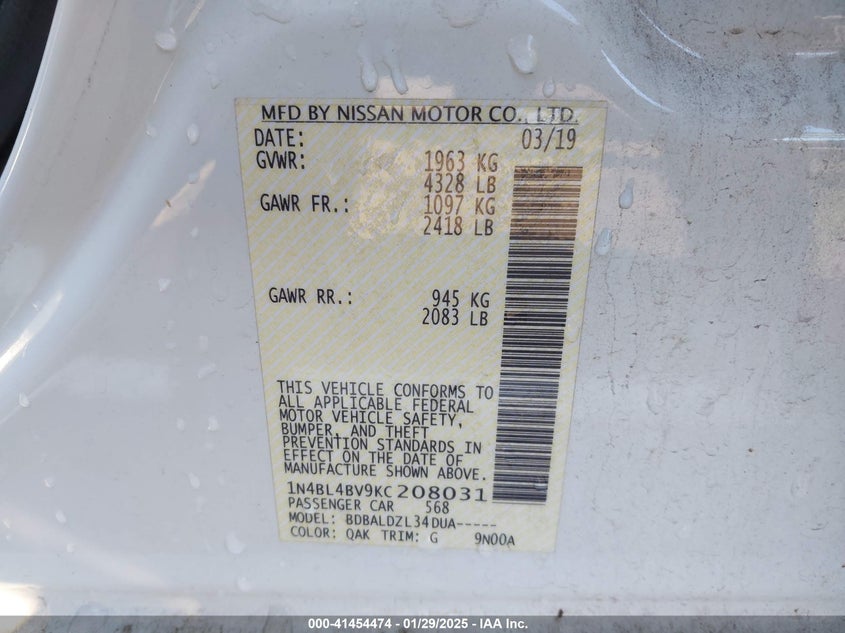 MFD BY NISSAN MOTOR CO., LTD.
DATE: 03/19
GVWR: 1963 KG
4328 LB
GAWR FR.: 1097 KG
2418 LB
GAWR RR.: 945 KG
2083 LB
THIS VEHICLE CONFORMS TO
ALL APPLICABLE FEDERAL
MOTOR VEHICLE SAFETY,
BUMPER, AND THEFT
PREVENTION STANDARDS IN
EFFECT ON THE DATE OF
MANUFACTURE SHOWN ABOVE.
1N4BL4BV9KC208031
PASSENGER CAR 568
MODEL: BDBALDZL34DUA-----
COLOR: QAK TRIM: G 9N00A
000-41454474 | 01/29/2025 - IAA Inc.